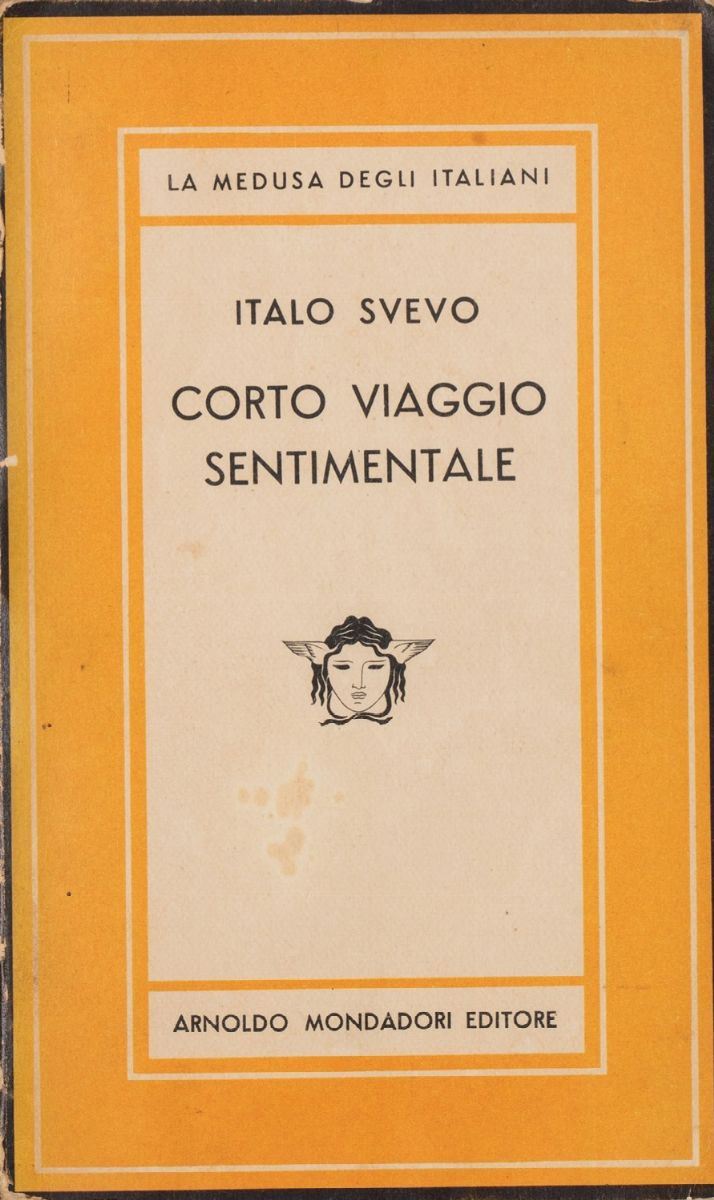 LA MEDUSA DEGLI ITALIANI
ITALO SVEVO
CORTO VIAGGIO
SENTIMENTALE
ARNOLDO MONDADORI EDITORE